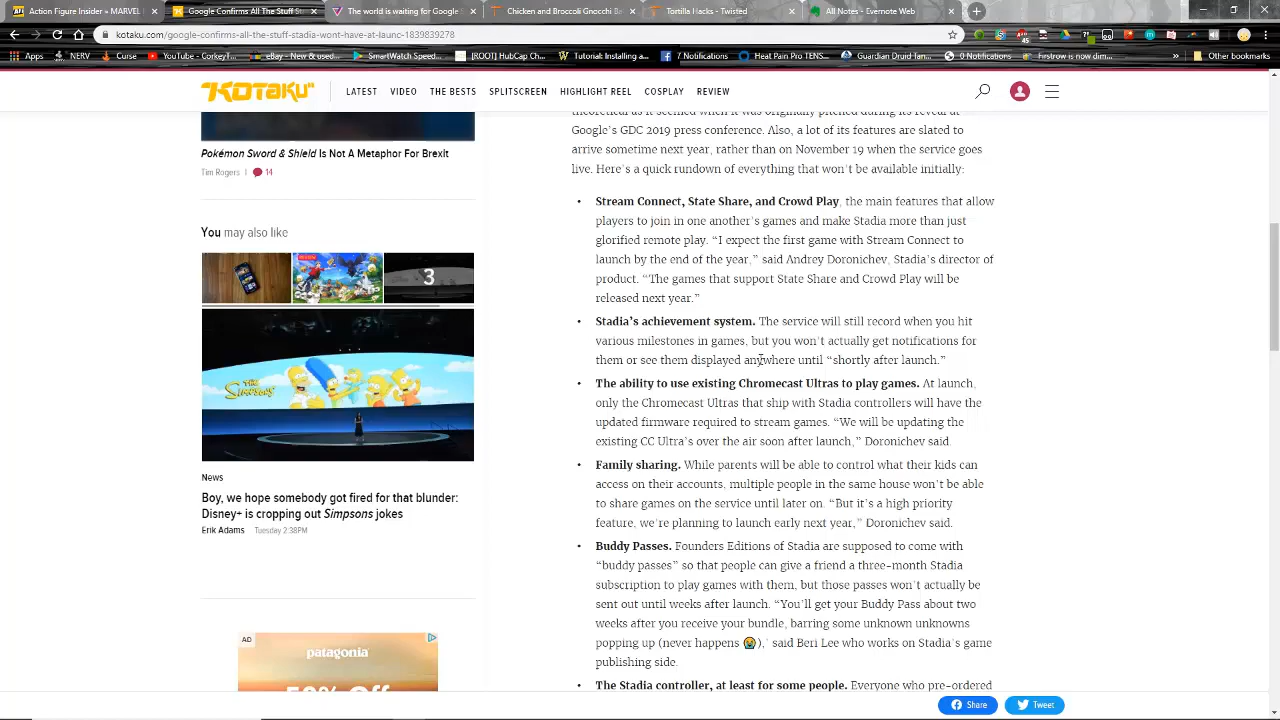 Action Figure Insider » MARVEL
Google Confirms All The Stuff S
The world is waiting for Google
Chicken and Broccoli Gnocchi
Tortilla Hacks - Twisted
All Notes - Evernote Web
kotaku.com/google-confirms-all-the-stuff-stadia-wont-have-at-launc-1839839278
45
Apps
NERV
Curse
YouTube - CorkeyT
eBay - New & used
SmartWatch Speed
[ROOT] HubCap Ch
Tutorial: Installing a
7 Notifications
Heat Pain Pro TENS
Guardian Druid Tan
0 Notifications
Firstrow is now dim
»
Other bookmarks
KOTAKU
LATEST VIDEO THE BESTS SPLITSCREEN HIGHLIGHT REEL COSPLAY REVIEW
Pokémon Sword & Shield Is Not A Metaphor For Brexit
Tim Rogers 14
You may also like
3
THE SIMPSONS
News
Boy, we hope somebody got fired for that blunder:
Disney+ is cropping out Simpsons jokes
Erik Adams Tuesday 2:38PM
AD
patagonia
50% Off
theoretical as it seemed when it was originally pitched during its reveal at
Google's GDC 2019 press conference. Also, a lot of its features are slated to
arrive sometime next year, rather than on November 19 when the service goes
live. Here's a quick rundown of everything that won't be available initially:
• Stream Connect, State Share, and Crowd Play, the main features that allow
players to join in one another's games and make Stadia more than just
glorified remote play. “I expect the first game with Stream Connect to
launch by the end of the year,” said Andrey Doronichev, Stadia's director of
product. “The games that support State Share and Crowd Play will be
released next year.”
• Stadia's achievement system. The service will still record when you hit
various milestones in games, but you won't actually get notifications for
them or see them displayed anywhere until “shortly after launch.”
• The ability to use existing Chromecast Ultras to play games. At launch,
only the Chromecast Ultras that ship with Stadia controllers will have the
updated firmware required to stream games. “We will be updating the
existing CC Ultra's over the air soon after launch,” Doronichev said.
• Family sharing. While parents will be able to control what their kids can
access on their accounts, multiple people in the same house won't be able
to share games on the service until later on. “But it's a high priority
feature, we're planning to launch early next year,” Doronichev said.
• Buddy Passes. Founders Editions of Stadia are supposed to come with
“buddy passes” so that people can give a friend a three-month Stadia
subscription to play games with them, but those passes won't actually be
sent out until weeks after launch. “You'll get your Buddy Pass about two
weeks after you receive your bundle, barring some unknown unknowns
popping up (never happens 😭),' said Beri Lee who works on Stadia's game
publishing side.
• The Stadia controller, at least for some people. Everyone who pre-ordered
Share Tweet